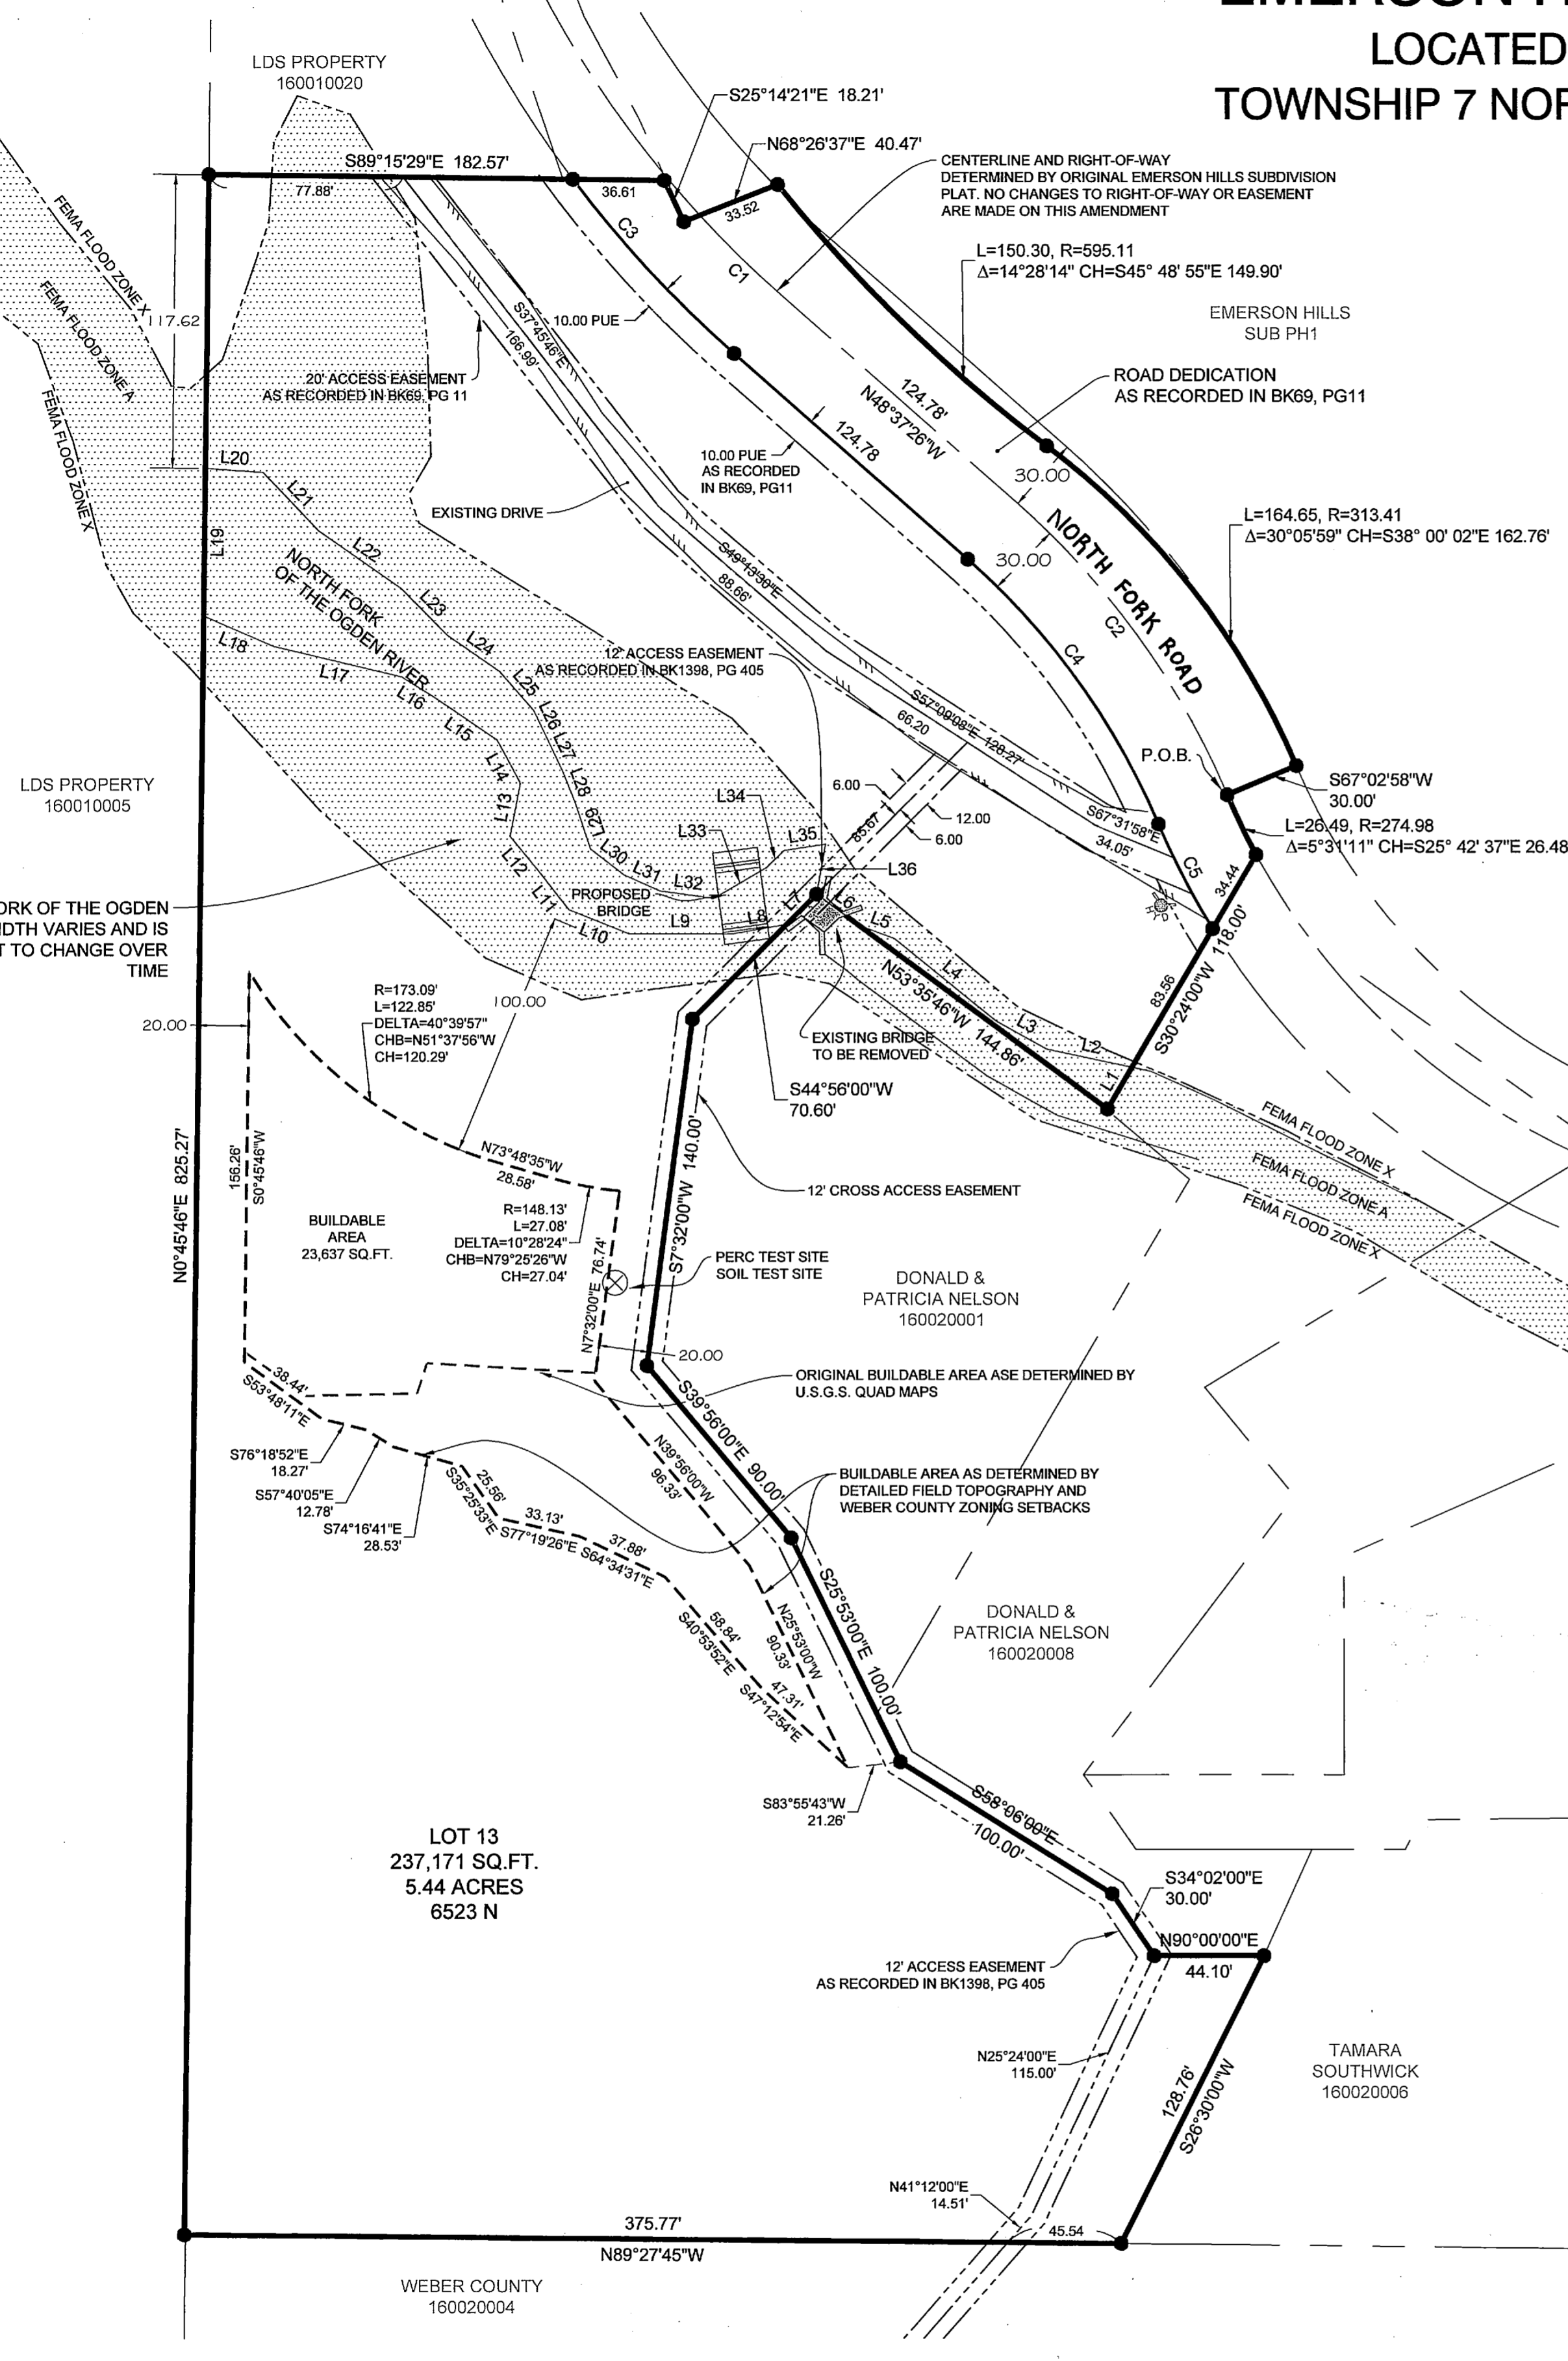 LOCATED
TOWNSHIP 7
LDS PROPERTY
160010020
S25°14'21"E 18.21'
N68°26'37"E 40.47'
S89°15'29"E 182.57'
77.88'
36.61
33.52
CENTERLINE AND RIGHT-OF-WAY
DETERMINED BY ORIGINAL EMERSON HILLS SUBDIVISION
PLAT. NO CHANGES TO RIGHT-OF-WAY OR EASEMENT
ARE MADE ON THIS AMENDMENT
C3
C1
L=150.30, R=595.11
Δ=14°28'14" CH=S45° 48' 55"E 149.90'
EMERSON HILLS
SUB PH1
FEMA FLOOD ZONE X
FEMA FLOOD ZONE A
FEMA FLOOD ZONE X
117.62
10.00 PUE
S37°45'46"E
166.99'
20' ACCESS EASEMENT
AS RECORDED IN BK69, PG 11
124.78'
N48°37'26"W
124.78
ROAD DEDICATION
AS RECORDED IN BK69, PG11
10.00 PUE
AS RECORDED
IN BK69, PG11
30.00
30.00
EXISTING DRIVE
L=164.65, R=313.41
Δ=30°05'59" CH=S38° 00' 02"E 162.76'
NORTH FORK ROAD
C2
C4
L20
L21
L19
L22
L23
L24
L25
L26
L27
L28
L29
L30
L31
L32
L33
L34
L35
L36
NORTH FORK
OF THE OGDEN RIVER
S49°43'30"E
88.66'
12' ACCESS EASEMENT
AS RECORDED IN BK1398, PG 405
S57°09'08"E 128.27'
66.20
L18
L17
L16
L15
L14
L13
L12
L11
L10
L9
L8
L7
L6
L5
L4
L3
L2
L1
P.O.B.
S67°02'58"W
30.00'
L=26.49, R=274.98
Δ=5°31'11" CH=S25° 42' 37"E 26.48
6.00
12.00
6.00
85.67
S67°31'58"E
34.05'
C5
34.44
118.00'
83.56
S30°24'00"W
LDS PROPERTY
160010005
OF THE OGDEN
VARIES AND IS
TO CHANGE OVER
TIME
PROPOSED
BRIDGE
N53°35'46"W 144.86'
EXISTING BRIDGE
TO BE REMOVED
S44°56'00"W
70.60'
20.00
R=173.09'
L=122.85'
DELTA=40°39'57"
CHB=N51°37'56"W
CH=120.29'
100.00
N0°45'46"E 825.27'
156.26'
S0°45'46"W
N73°48'35"W
28.58'
R=148.13'
L=27.08'
DELTA=10°28'24"
CHB=N79°25'26"W
CH=27.04'
BUILDABLE
AREA
23,637 SQ.FT.
S7°32'00"W 140.00'
12' CROSS ACCESS EASEMENT
PERC TEST SITE
SOIL TEST SITE
N7°32'00"E 76.74'
20.00
DONALD &
PATRICIA NELSON
160020001
FEMA FLOOD ZONE X
FEMA FLOOD ZONE A
FEMA FLOOD ZONE X
ORIGINAL BUILDABLE AREA ASE DETERMINED BY
U.S.G.S. QUAD MAPS
38.44'
S53°48'11"E
S39°56'00"E 90.00'
S76°18'52"E
18.27'
S57°40'05"E
12.78'
S74°16'41"E
28.53'
25.56'
S35°25'33"E
33.13'
S77°19'26"E
37.88'
S64°34'31"E
N39°56'00"W
96.33'
BUILDABLE AREA AS DETERMINED BY
DETAILED FIELD TOPOGRAPHY AND
WEBER COUNTY ZONING SETBACKS
58.84'
S40°53'52"E
N25°53'00"W
90.33'
47.31'
S47°12'54"E
S25°53'00"E 100.00'
DONALD &
PATRICIA NELSON
160020008
S83°55'43"W
21.26'
S58°06'00"E
100.00'
LOT 13
237,171 SQ.FT.
5.44 ACRES
6523 N
S34°02'00"E
30.00'
N90°00'00"E
44.10'
12' ACCESS EASEMENT
AS RECORDED IN BK1398, PG 405
N25°24'00"E
115.00'
128.76'
S26°30'00"W
TAMARA
SOUTHWICK
160020006
N41°12'00"E
14.51'
45.54
375.77'
N89°27'45"W
WEBER COUNTY
160020004